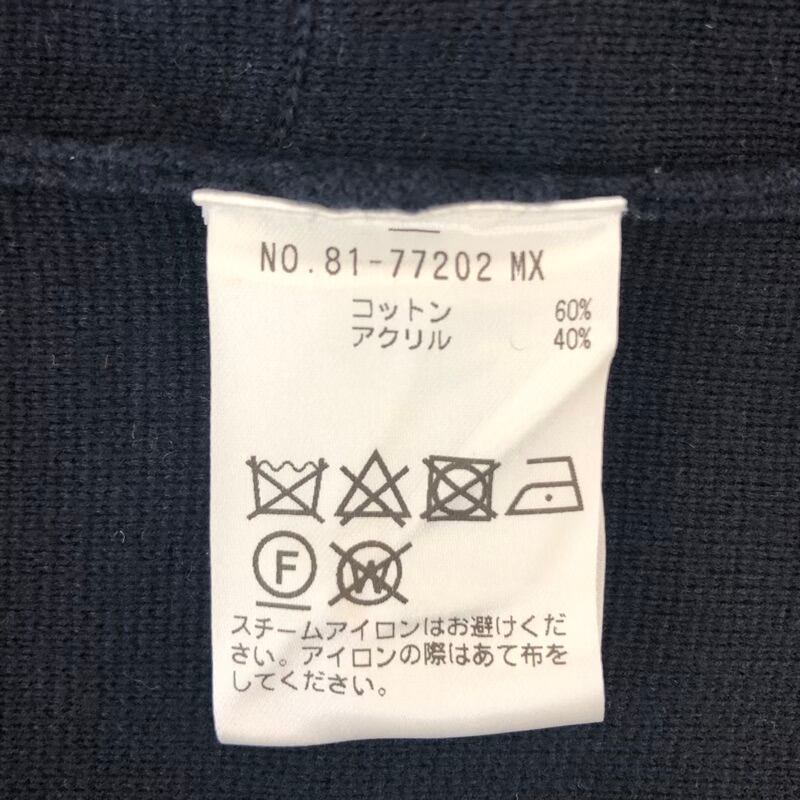 NO.81-77202 MX
コットン 60%
アクリル 40%
F
W
スチームアイロンはお避けくだ
さい。アイロンの際はあて布を
してください。